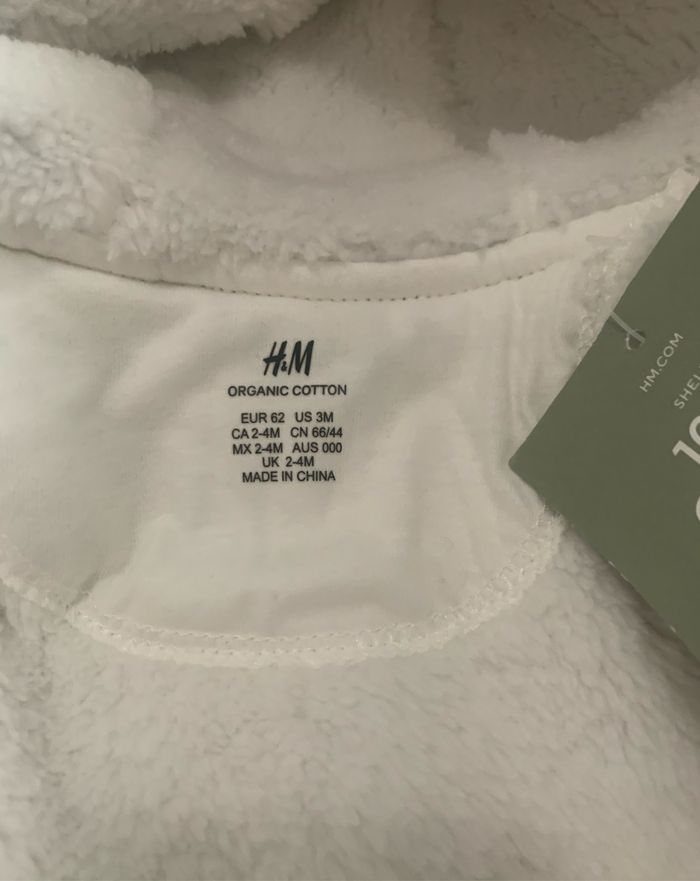 H&M
ORGANIC COTTON
EUR 62 US 3M
CA 2-4M CN 66/44
MX 2-4M AUS 000
UK 2-4M
MADE IN CHINA
HM.COM